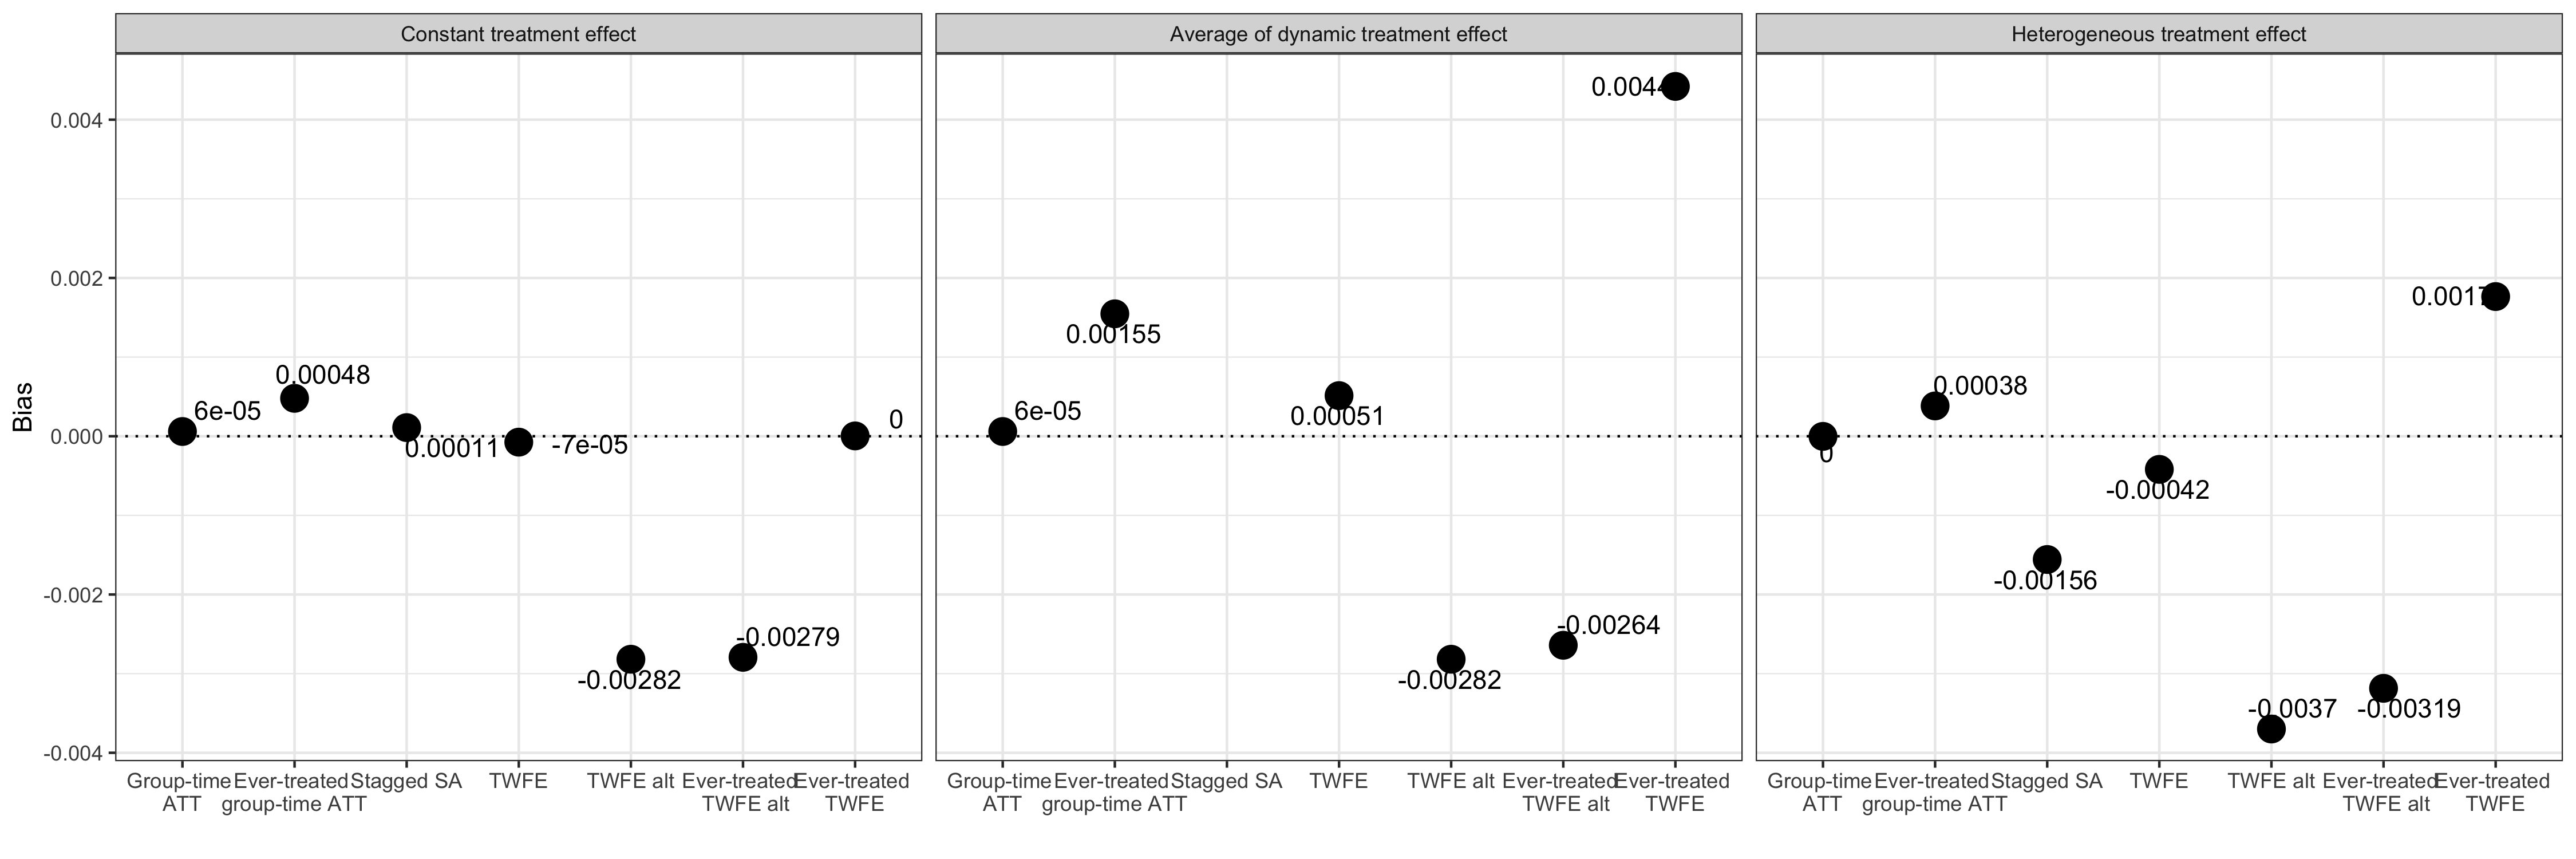 Constant treatment effect
Average of dynamic treatment effect
Heterogeneous treatment effect
Bias
0.004
0.002
0.000
-0.002
-0.004
6e-05
0.00048
0.00011
-7e-05
-0.00282
-0.00279
0
6e-05
0.00155
0.00051
-0.00282
-0.00264
0
0.00038
-0.00156
-0.00042
-0.0037
-0.00319
Group-time
ATT
Ever-treated
group-time ATT
Stagged SA
TWFE
TWFE alt
Ever-treated
TWFE alt
Ever-treated
TWFE
Group-time
ATT
Ever-treated
group-time ATT
Stagged SA
TWFE
TWFE alt
Ever-treated
TWFE alt
Ever-treated
TWFE
Group-time
ATT
Ever-treated
group-time ATT
Stagged SA
TWFE
TWFE alt
Ever-treated
TWFE alt
Ever-treated
TWFE